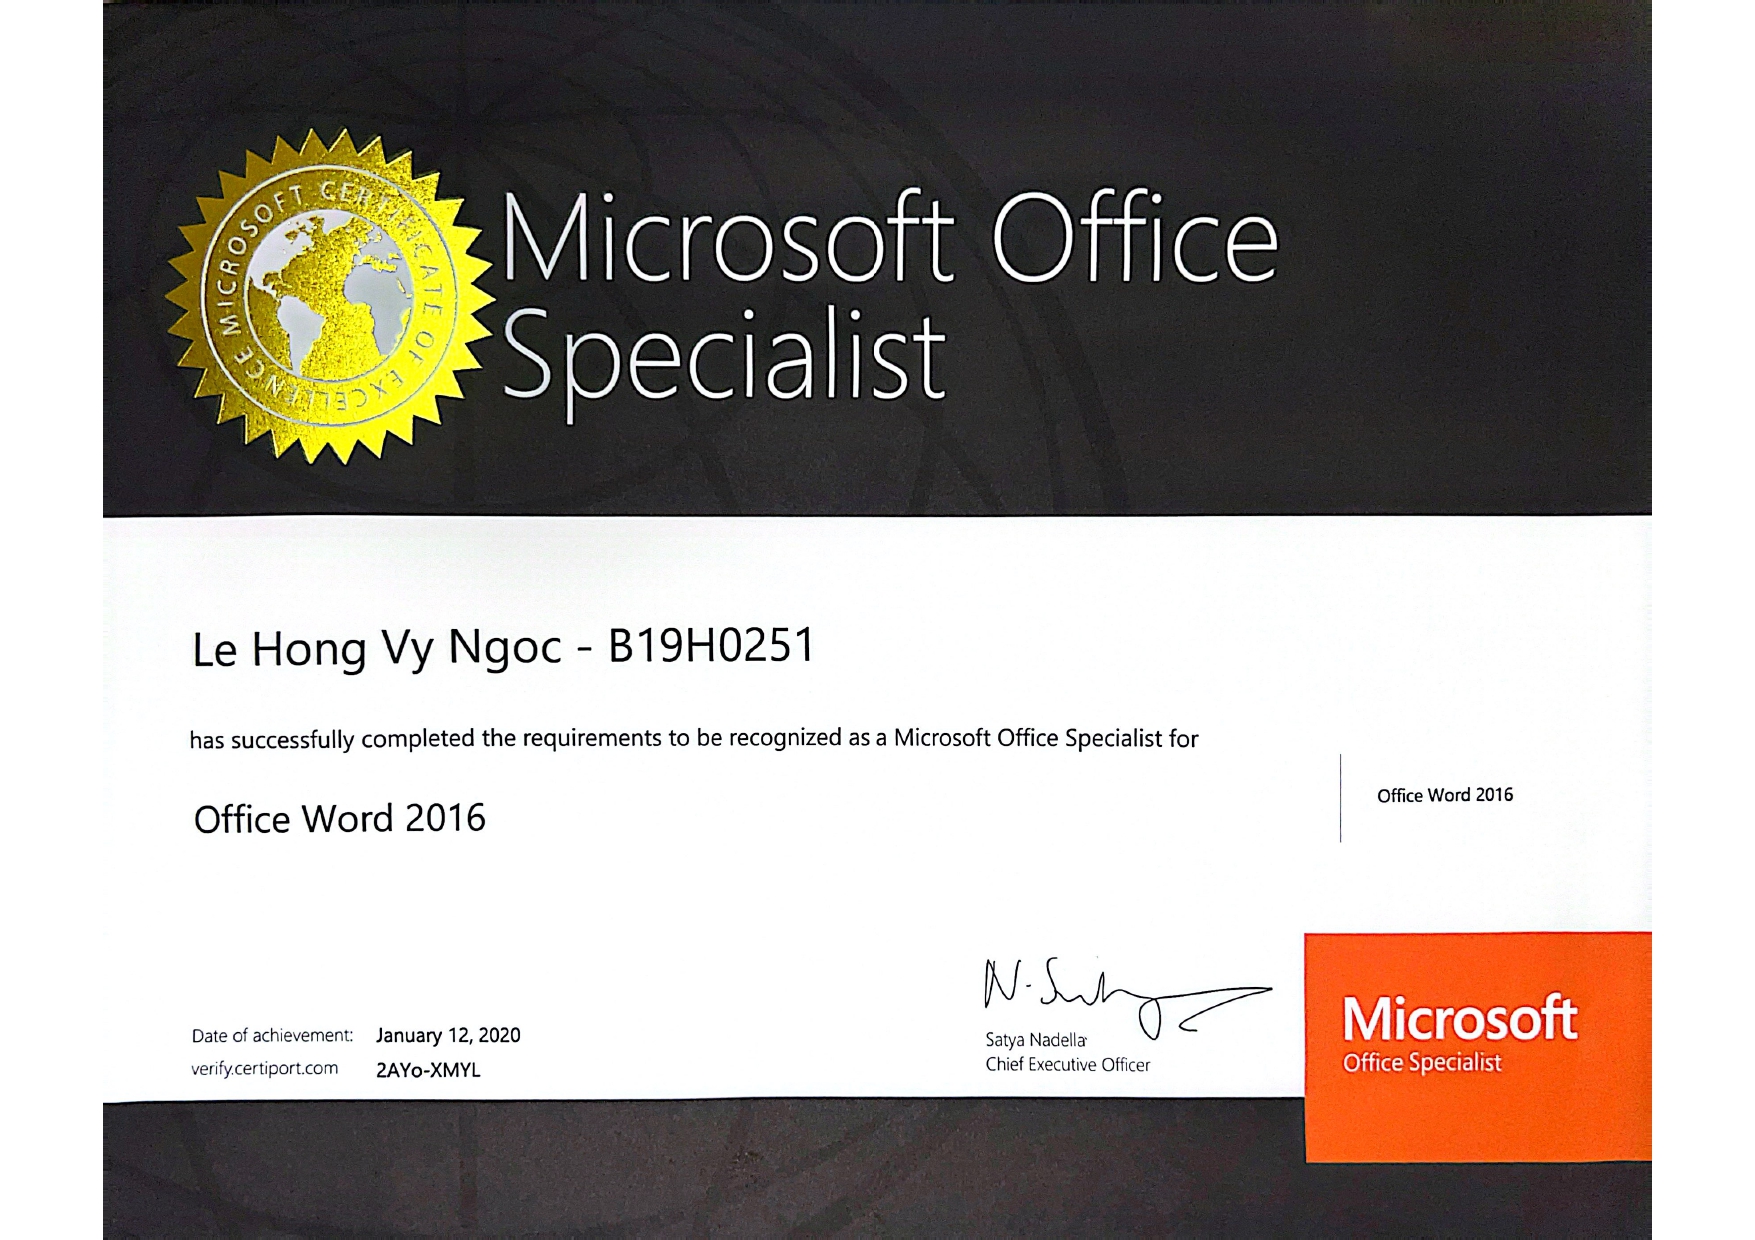 MICROSOFT CERTIFICATE OF EXCELLENCE
Microsoft Office
Specialist
Le Hong Vy Ngoc - B19H0251
has successfully completed the requirements to be recognized as a Microsoft Office Specialist for
Office Word 2016
Office Word 2016
N. Satya
Date of achievement: January 12, 2020
verify.certiport.com 2AYo-XMYL
Satya Nadella
Chief Executive Officer
Microsoft
Office Specialist